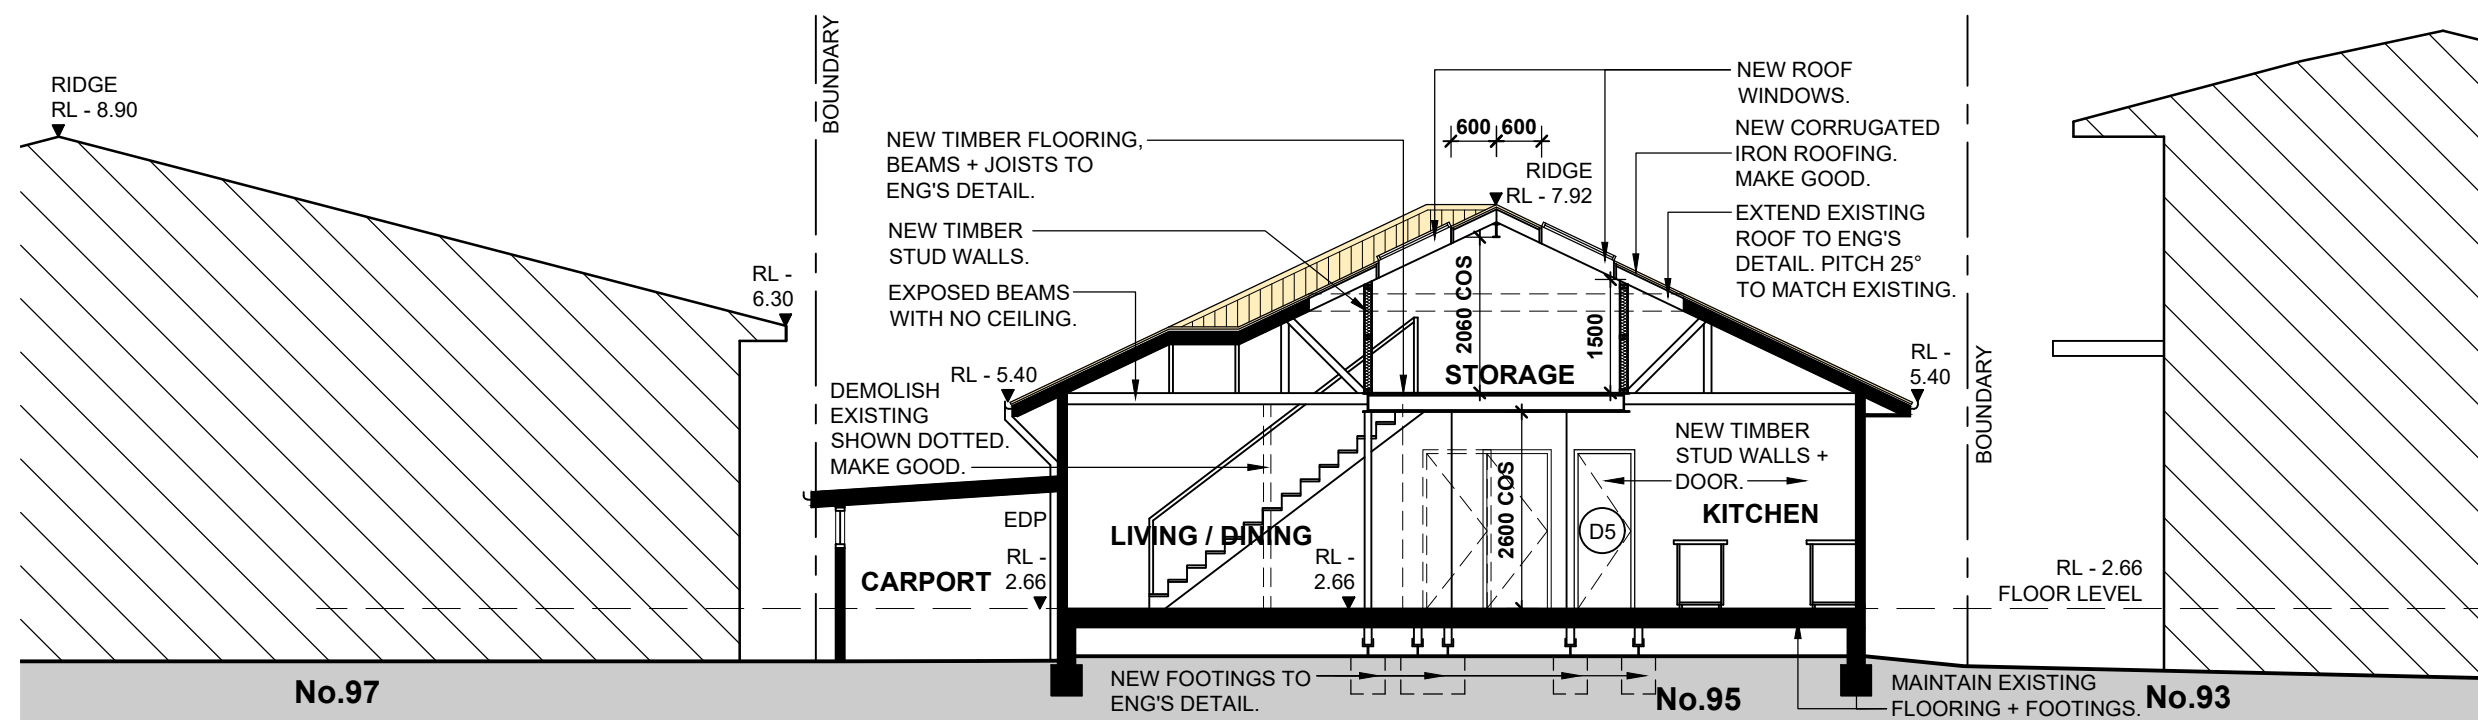 RIDGE
RL - 8.90
BOUNDARY
RL -
6.30
NEW TIMBER FLOORING,
BEAMS + JOISTS TO
ENG'S DETAIL.
NEW TIMBER
STUD WALLS.
EXPOSED BEAMS
WITH NO CEILING.
RL - 5.40
DEMOLISH
EXISTING
SHOWN DOTTED.
MAKE GOOD.
600 600
RIDGE
RL - 7.92
NEW ROOF
WINDOWS.
NEW CORRUGATED
IRON ROOFING.
MAKE GOOD.
EXTEND EXISTING
ROOF TO ENG'S
DETAIL. PITCH 25°
TO MATCH EXISTING.
2060 COS
1500
STORAGE
RL -
5.40
BOUNDARY
NEW TIMBER
STUD WALLS +
DOOR.
KITCHEN
2600 COS
D5
LIVING / DINING
EDP
RL -
2.66
RL -
2.66
CARPORT
RL - 2.66
FLOOR LEVEL
No.97
NEW FOOTINGS TO
ENG'S DETAIL.
No.95
MAINTAIN EXISTING
FLOORING + FOOTINGS.
No.93